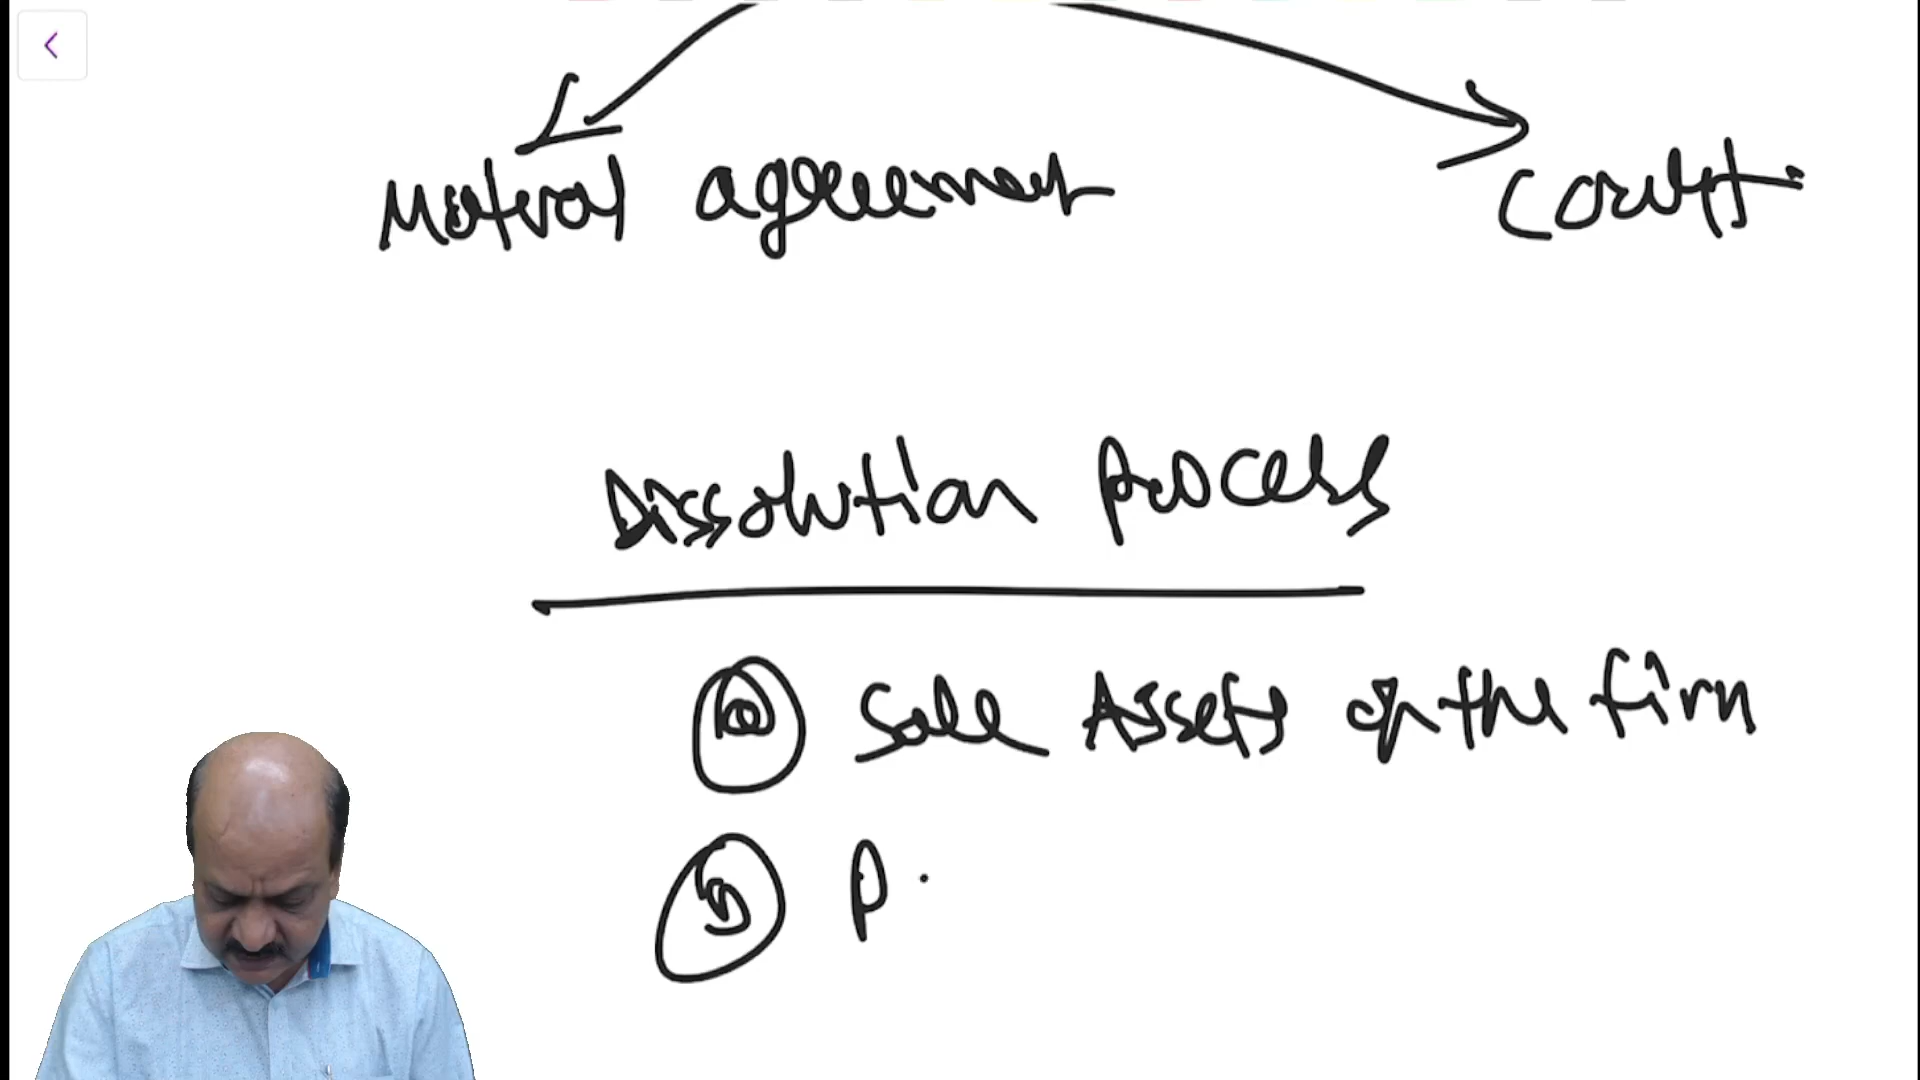 Mutual agreement
Court
Dissolution process
(a) Sale Assets of the firm
(b) P